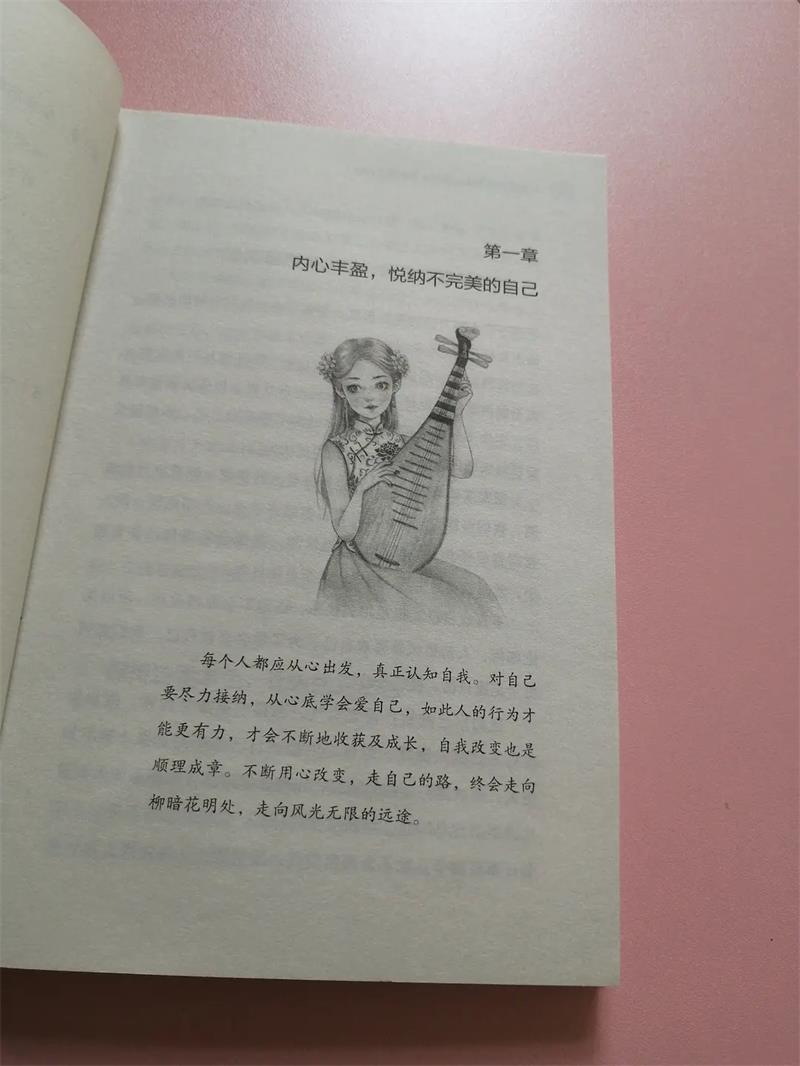 第一章
内心丰盈，悦纳不完美的自己
每个人都应从心出发，真正认知自我。对自己
要尽力接纳，从心底学会爱自己，如此人的行为才
能更有力，才会不断地收获及成长，自我改变也是
顺理成章。不断用心改变，走自己的路，终会走向
柳暗花明处，走向风光无限的远途。